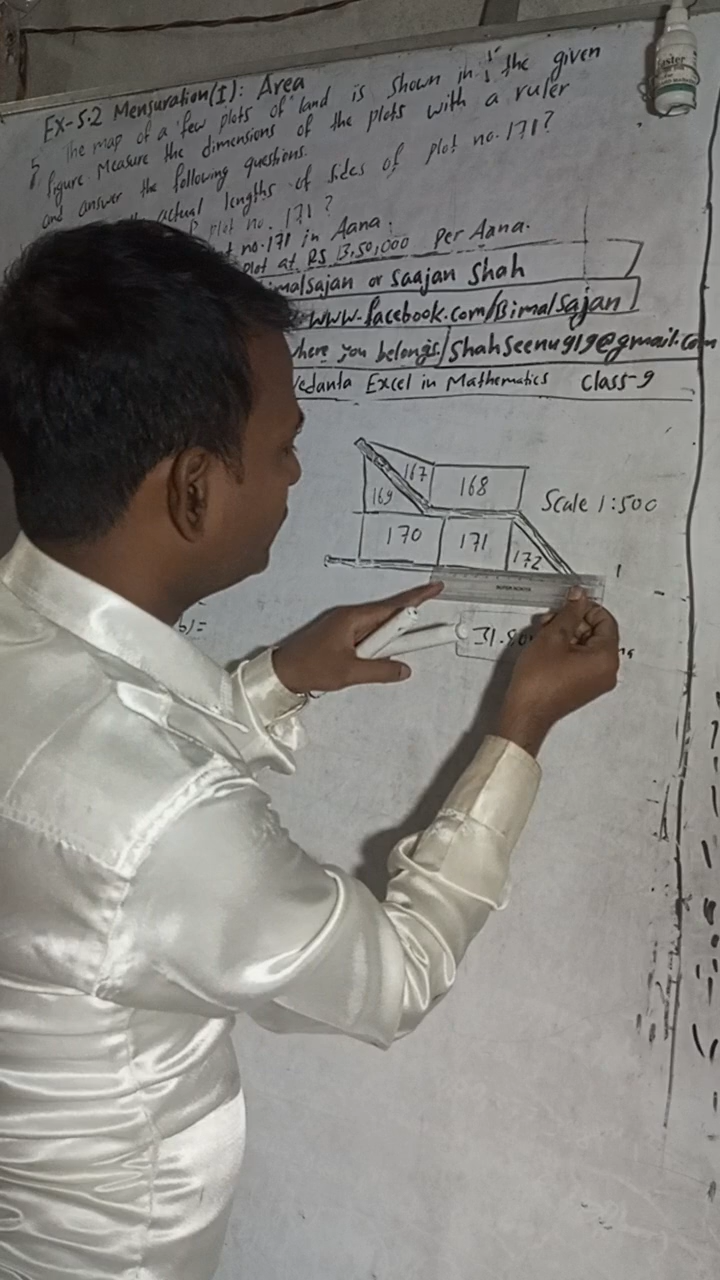 Ex-5.2 Mensuration(I): Area
5. The map of a few plots of land is shown in the given
figure Measure the dimensions of the plots with a ruler
and answer the following questions.
actual lengths of sides of plot no. 171?
plot no. 171 ?
no. 171 in Aana.
plot at RS 13,50,000 Per Aana.
imalsajan or Saajan Shah
www.facebook.com/Bimalsajan
here you belongs/Shahseenu919@gmail.com
Vedanta Excel in Mathematics Class-9
167
168
169
Scale 1:500
170
171
172
b)=